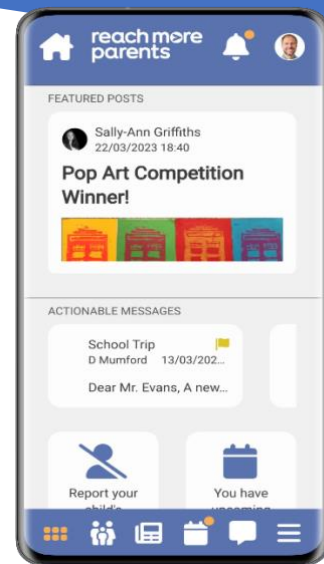 reach more
parents
FEATURED POSTS
Sally-Ann Griffiths
22/03/2023 18:40
Pop Art Competition
Winner!
ACTIONABLE MESSAGES
School Trip
D Mumford 13/03/202...
Dear Mr. Evans, A new...
Report your
child's
You have
upcoming